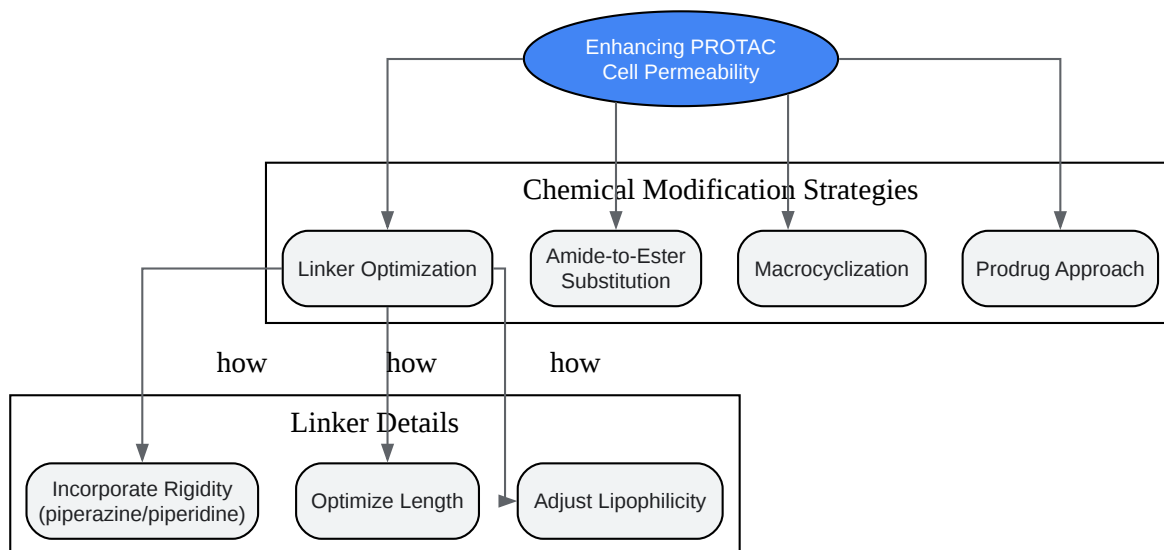 Enhancing PROTAC
Cell Permeability
Chemical Modification Strategies
Linker Optimization
Amide-to-Ester
Substitution
Macrocyclization
Prodrug Approach
how
how
how
Linker Details
Incorporate Rigidity
(piperazine/piperidine)
Optimize Length
Adjust Lipophilicity